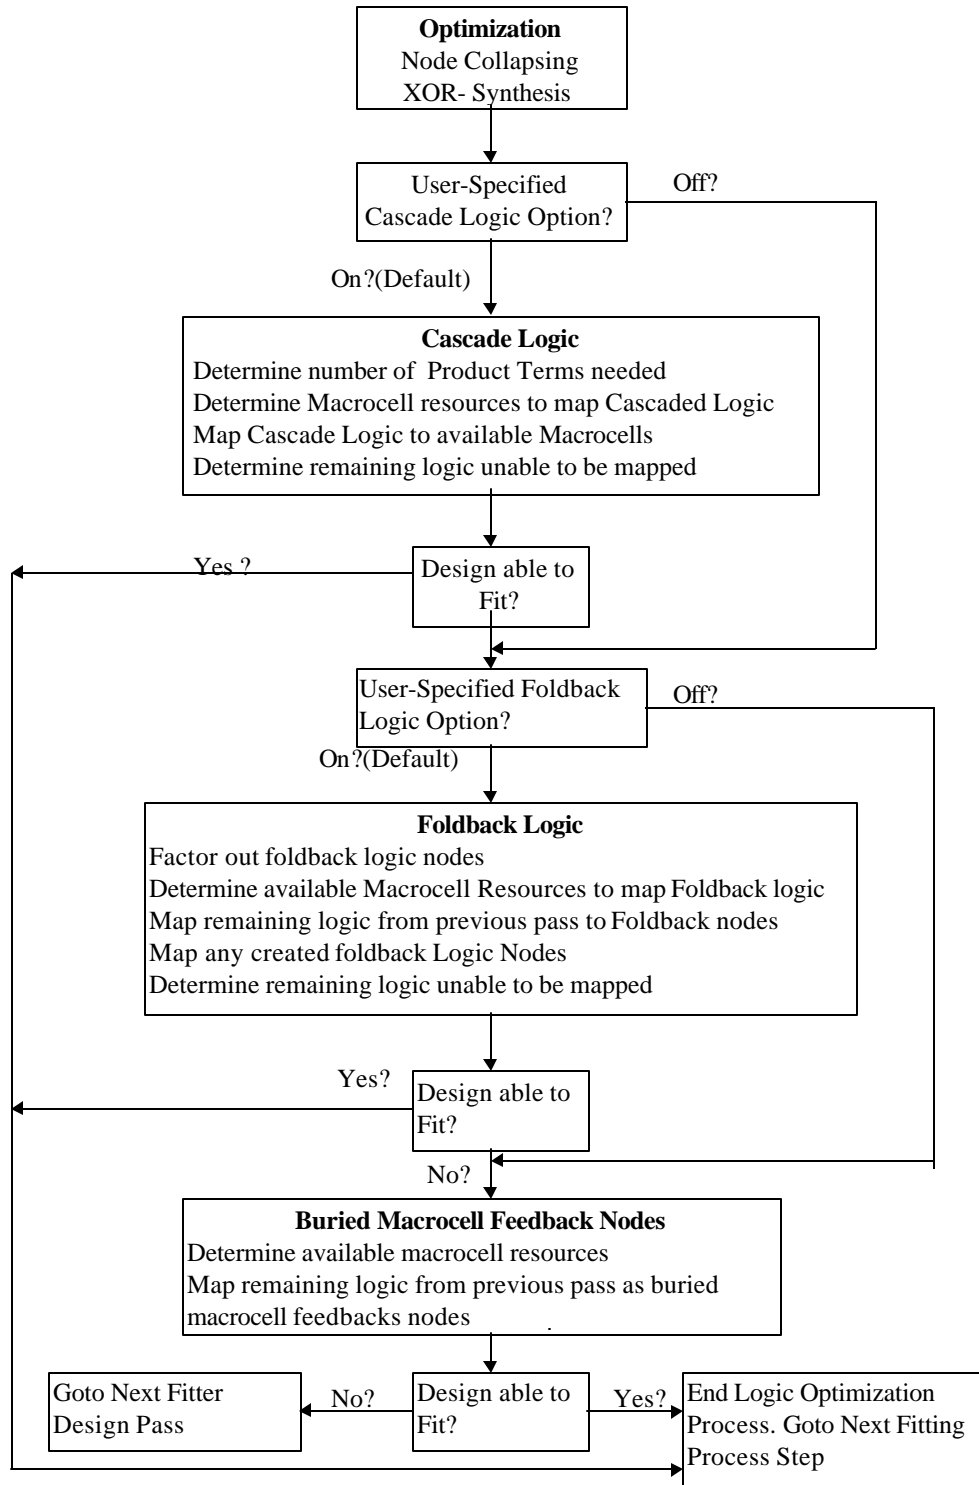 Optimization
Node Collapsing
XOR- Synthesis
User-Specified
Cascade Logic Option?
Off?
On?(Default)
Cascade Logic
Determine number of Product Terms needed
Determine Macrocell resources to map Cascaded Logic
Map Cascade Logic to available Macrocells
Determine remaining logic unable to be mapped
Yes ?
Design able to
Fit?
User-Specified Foldback
Logic Option?
Off?
On?(Default)
Foldback Logic
Factor out foldback logic nodes
Determine available Macrocell Resources to map Foldback logic
Map remaining logic from previous pass to Foldback nodes
Map any created foldback Logic Nodes
Determine remaining logic unable to be mapped
Yes?
Design able to
Fit?
No?
Buried Macrocell Feedback Nodes
Determine available macrocell resources
Map remaining logic from previous pass as buried
macrocell feedbacks nodes .
Goto Next Fitter
Design Pass
No?
Design able to
Fit?
Yes?
End Logic Optimization
Process. Goto Next Fitting
Process Step